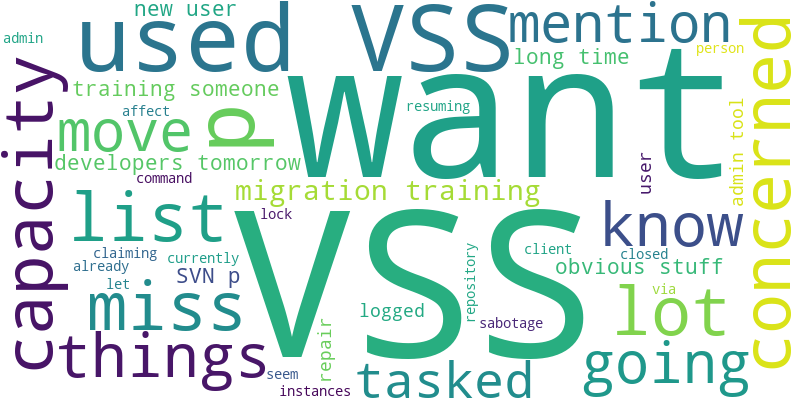 new user
used
VSS
mention
admin
long time
person
training someone
want
capacity
concerned
p
resuming
affect
move
admin tool
developers tomorrow
command
user
migration training
list
lock
know
VSS
claiming
currently
client
closed
already
SVN p
repository
obvious stuff
let
miss
logged
via
lot
sabotage
repair
things
going
seem
tasked
instances